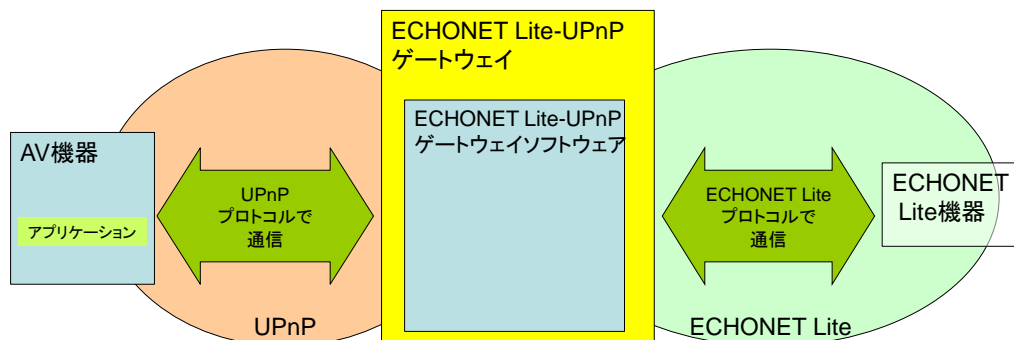 ECHONET Lite-UPnP
ゲートウェイ
ECHONET Lite-UPnP
ゲートウェイソフトウェア
AV機器
アプリケーション
UPnP
プロトコルで
通信
ECHONET Lite
プロトコルで
通信
ECHONET
Lite機器
UPnP
ECHONET Lite